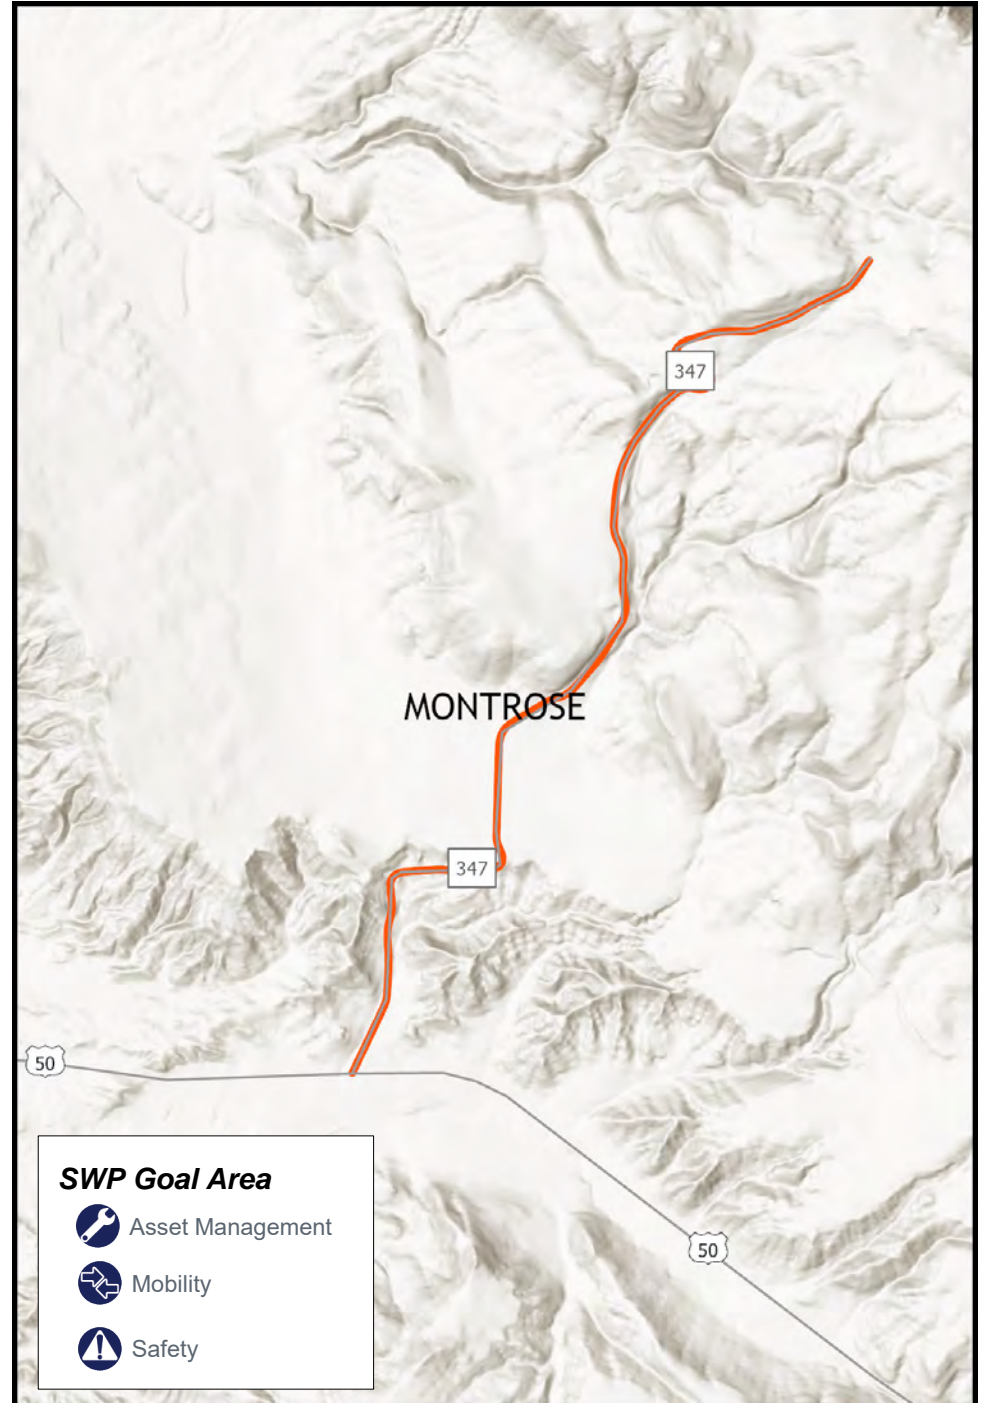 347
MONTROSE
347
50
50
SWP Goal Area
Asset Management
Mobility
Safety